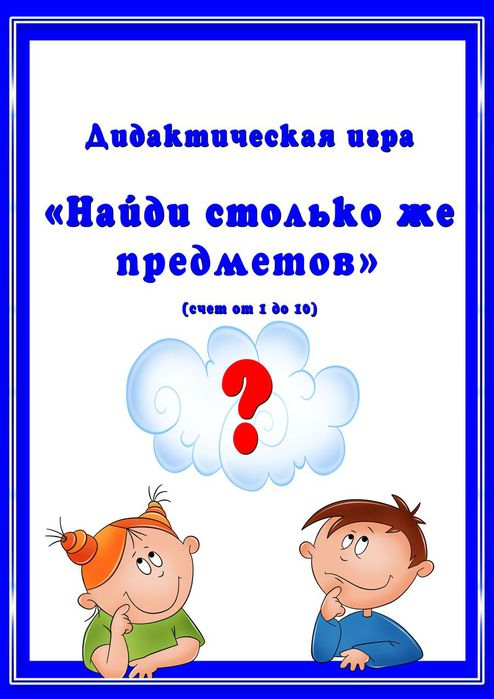 Дидактическая игра
«Найди столько же
предметов»
(счет от 1 до 10)
?